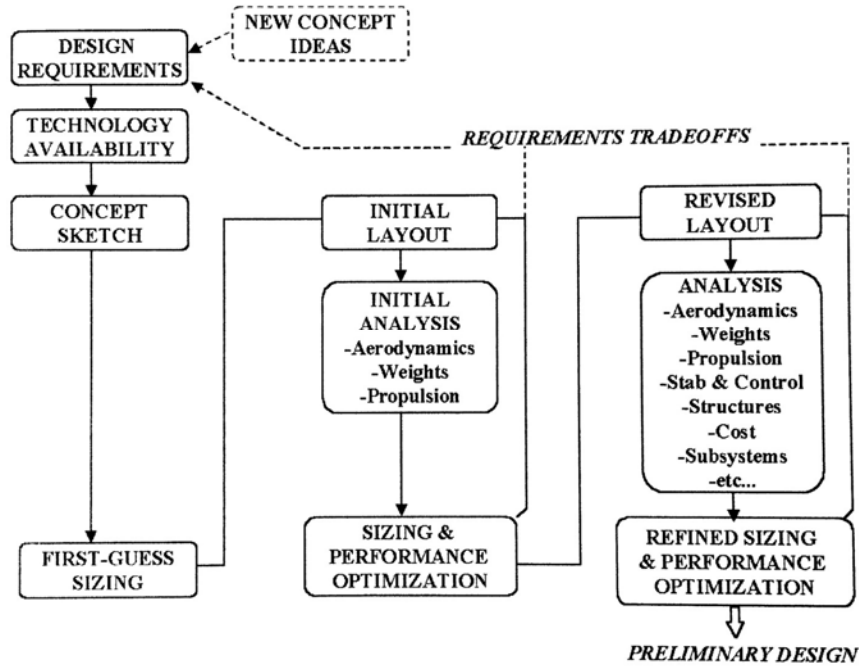 NEW CONCEPT
IDEAS
DESIGN
REQUIREMENTS
TECHNOLOGY
AVAILABILITY
REQUIREMENTS TRADEOFFS
CONCEPT
SKETCH
INITIAL
LAYOUT
REVISED
LAYOUT
INITIAL
ANALYSIS
-Aerodynamics
-Weights
-Propulsion
ANALYSIS
-Aerodynamics
-Weights
-Propulsion
-Stab & Control
-Structures
-Cost
-Subsystems
-etc...
FIRST-GUESS
SIZING
SIZING &
PERFORMANCE
OPTIMIZATION
REFINED SIZING
& PERFORMANCE
OPTIMIZATION
PRELIMINARY DESIGN